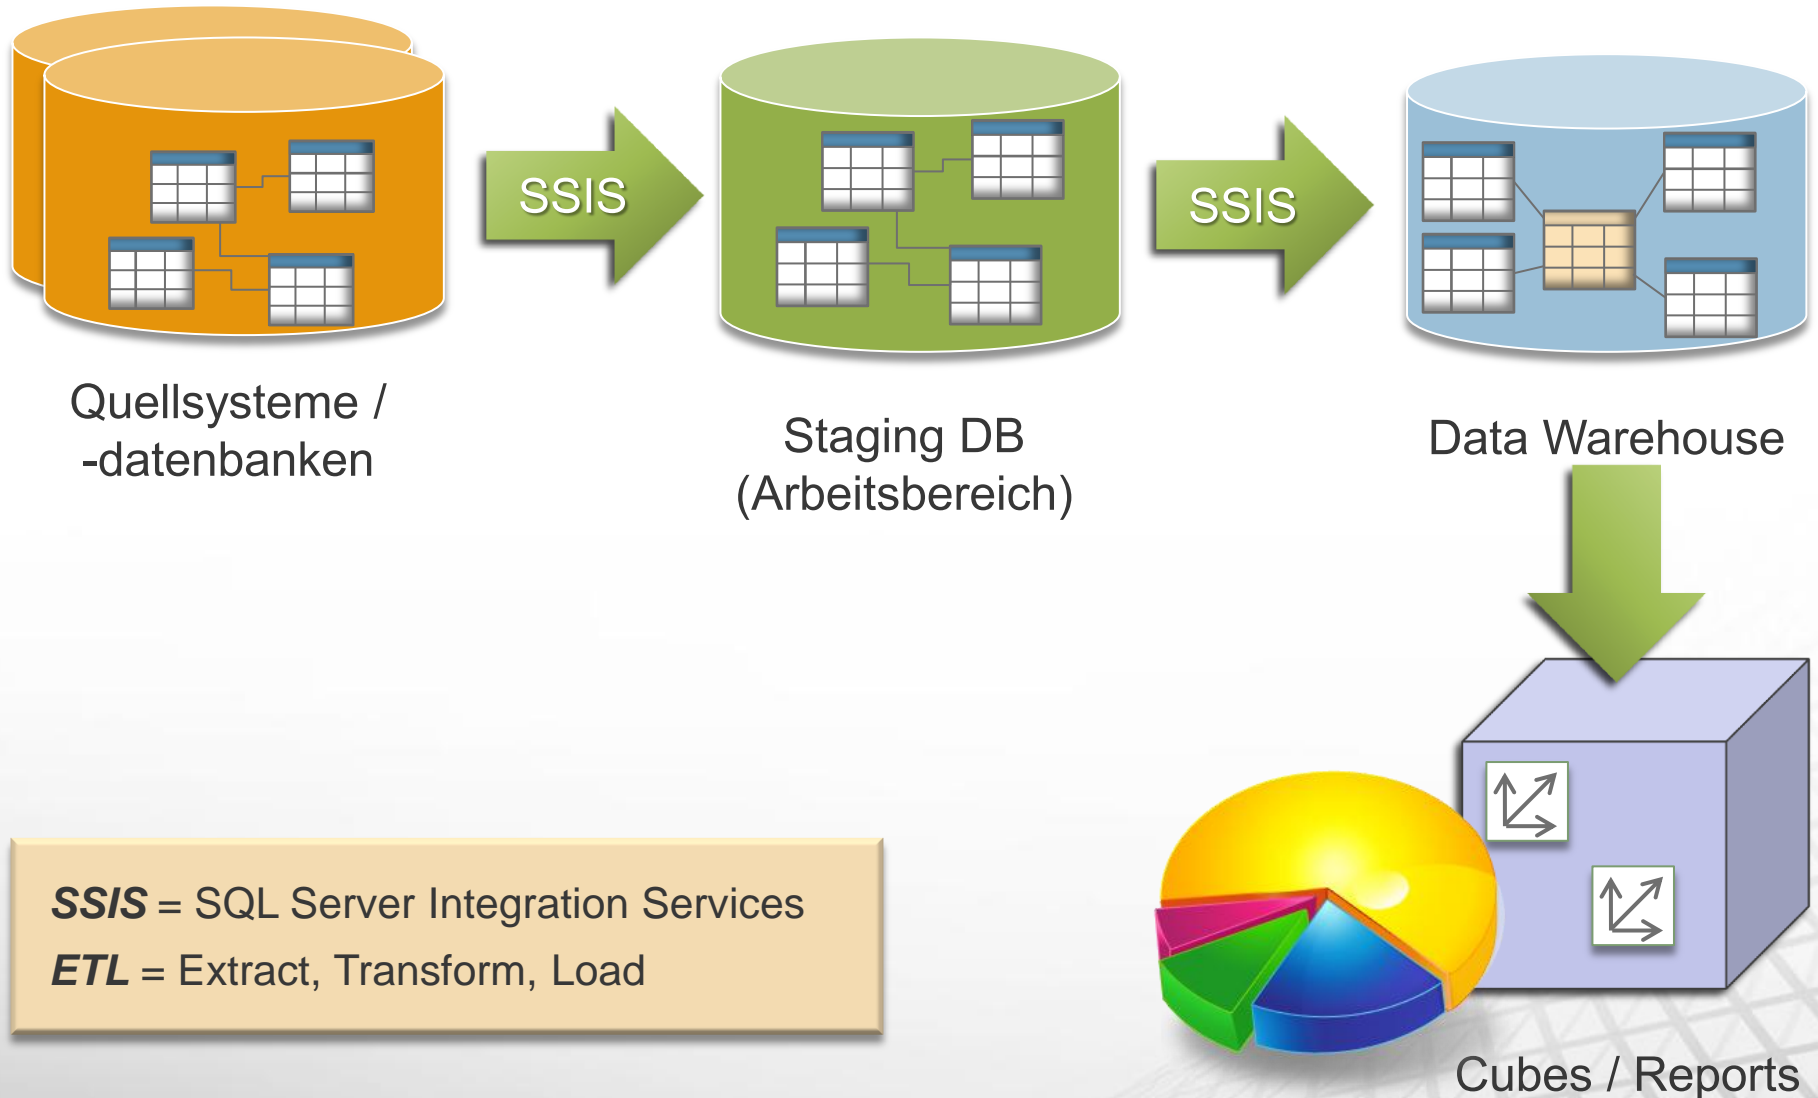 SSIS
SSIS
Quellsysteme /
-datenbanken
Staging DB
(Arbeitsbereich)
Data Warehouse
SSIS = SQL Server Integration Services
ETL = Extract, Transform, Load
Cubes / Reports